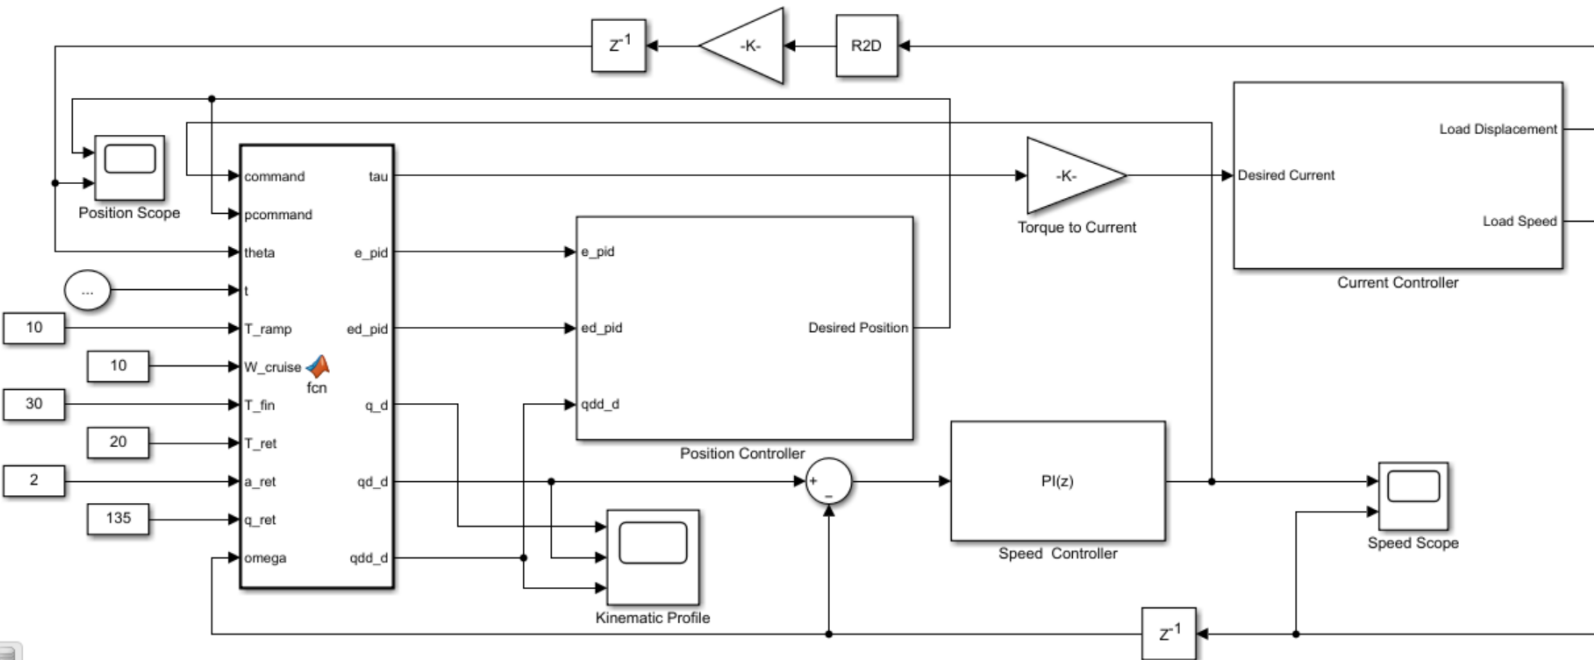 Z-1
-K-
R2D
Position Scope
command
pcommand
theta
t
T_ramp
W_cruise
T_fin
T_ret
a_ret
q_ret
omega
fcn
tau
e_pid
ed_pid
q_d
qd_d
qdd_d
...
10
10
30
20
2
135
e_pid
ed_pid
qdd_d
Desired Position
Position Controller
-K-
Torque to Current
Desired Current
Load Displacement
Load Speed
Current Controller
+
–
PI(z)
Speed Controller
Speed Scope
Kinematic Profile
Z-1